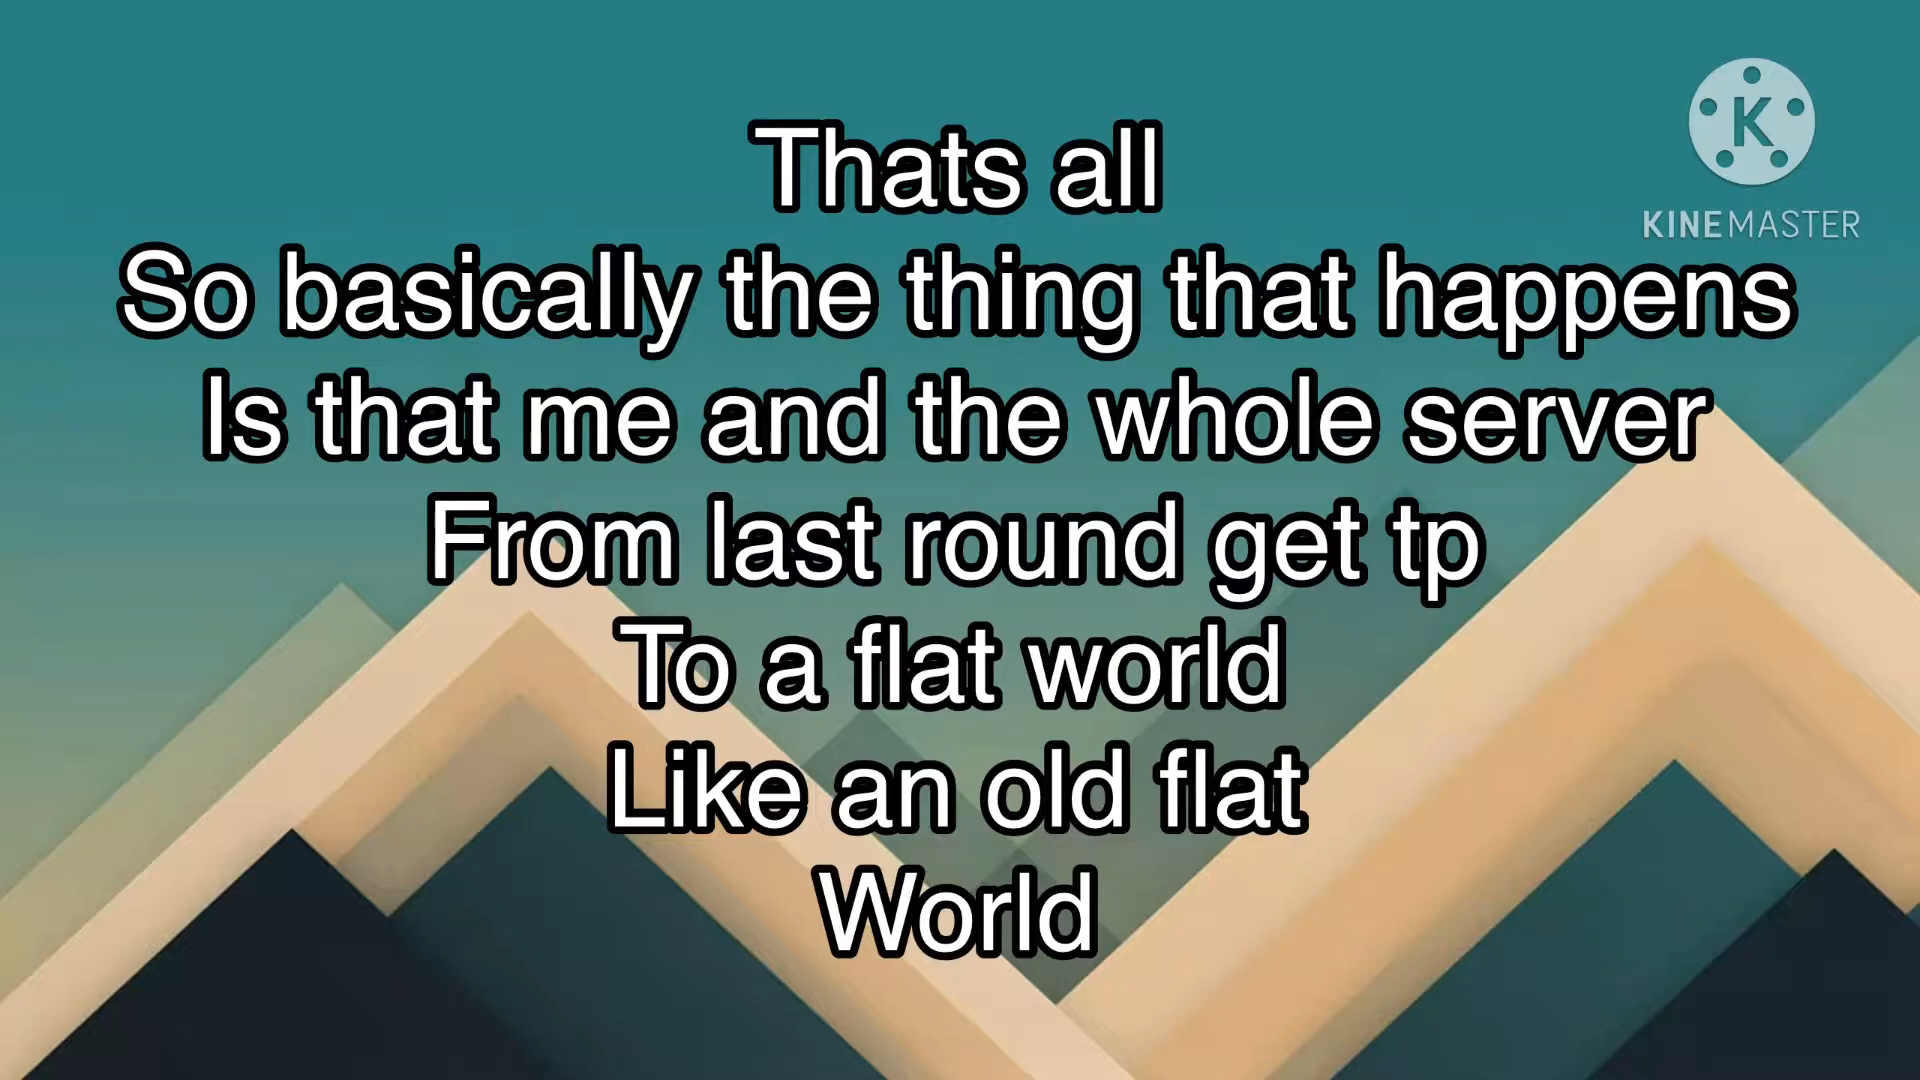 K
KINEMASTER
Thats all
So basically the thing that happens
Is that me and the whole server
From last round get tp
To a flat world
Like an old flat
World